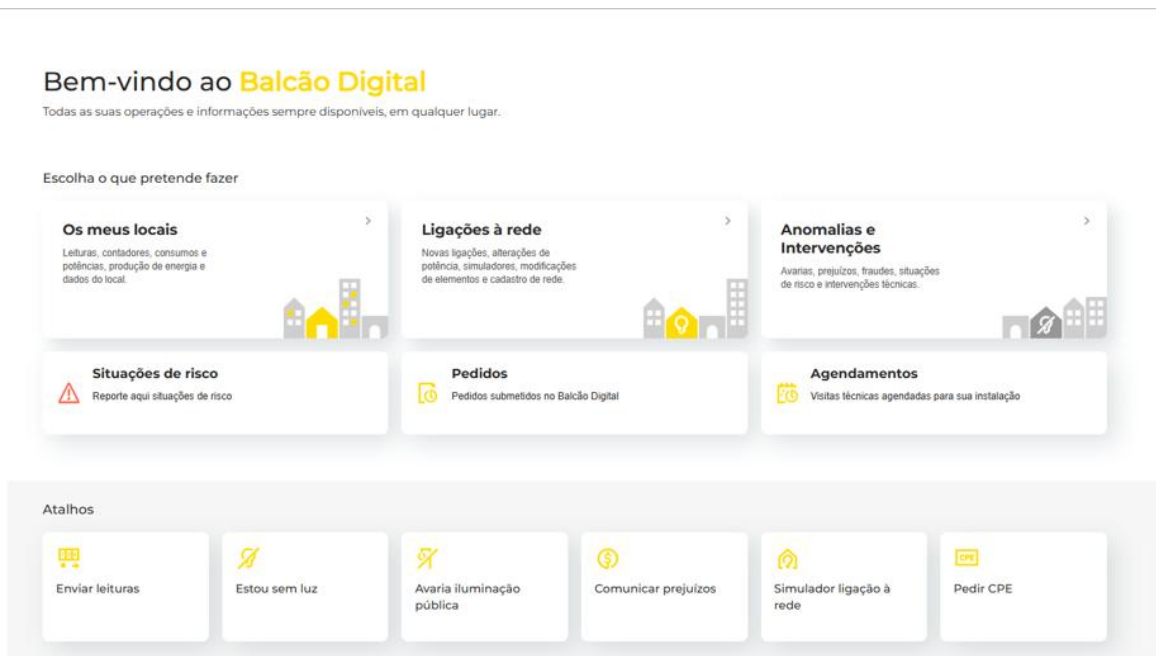 Bem-vindo ao Balcão Digital
Todas as suas operações e informações sempre disponíveis, em qualquer lugar.
Escolha o que pretende fazer
Os meus locais
Leituras, contadores, consumos e
potências, produção de energia e
dados do local.
Ligações à rede
Novas ligações, alterações de
potência, simuladores, modificações
de elementos e cadastro de rede.
Anomalias e
Intervenções
Avarias, prejuízos, fraudes, situações
de risco e intervenções técnicas.
Situações de risco
Reporte aqui situações de risco
Pedidos
Pedidos submetidos no Balcão Digital
Agendamentos
Visitas técnicas agendadas para sua instalação
Atalhos
Enviar leituras
Estou sem luz
Avaria iluminação
pública
Comunicar prejuízos
Simulador ligação à
rede
CPE
Pedir CPE